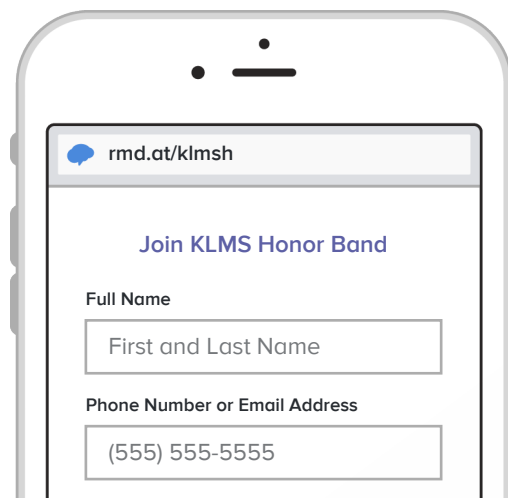 rmd.at/klmsh
Join KLMS Honor Band
Full Name
First and Last Name
Phone Number or Email Address
(555) 555-5555